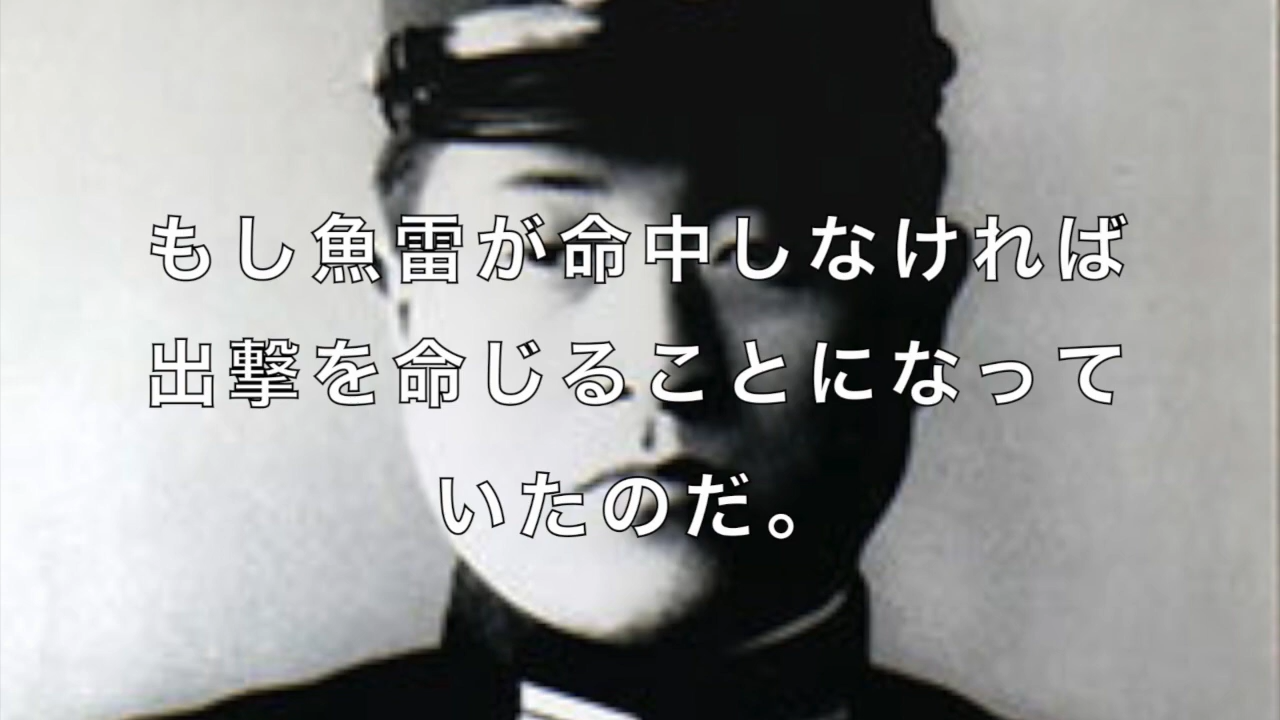 もし魚雷が命中しなければ
出撃を命じることになって
いたのだ。